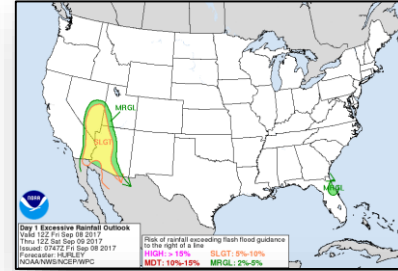 MRGL
SLGT
MRGL
noaa
Day 1 Excessive Rainfall Outlook
Valid 12Z Fri Sep 08 2017
Thru 12Z Sat Sep 09 2017
Issued: 0747Z Fri Sep 08 2017
Forecaster: HURLEY
NOAA/NWS/NCEP/WPC
Risk of rainfall exceeding flash flood guidance
to the right of a line
HIGH: > 15% SLGT: 5%-10%
MDT: 10%-15% MRGL: 2%-5%